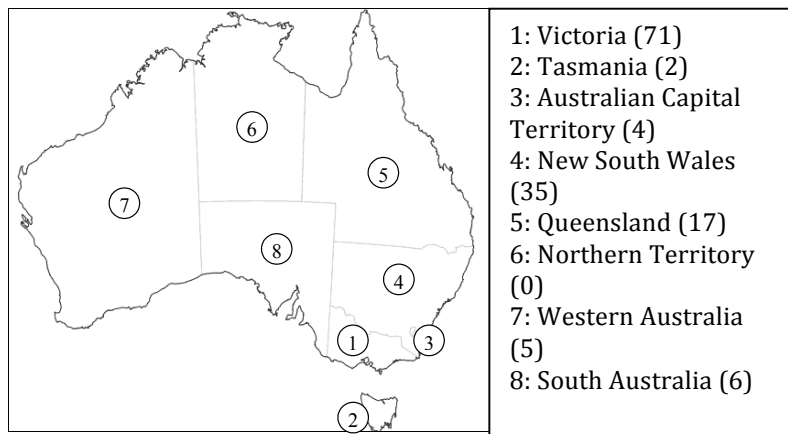 6
5
7
8
4
1
3
2
1: Victoria (71)
2: Tasmania (2)
3: Australian Capital
Territory (4)
4: New South Wales
(35)
5: Queensland (17)
6: Northern Territory
(0)
7: Western Australia
(5)
8: South Australia (6)